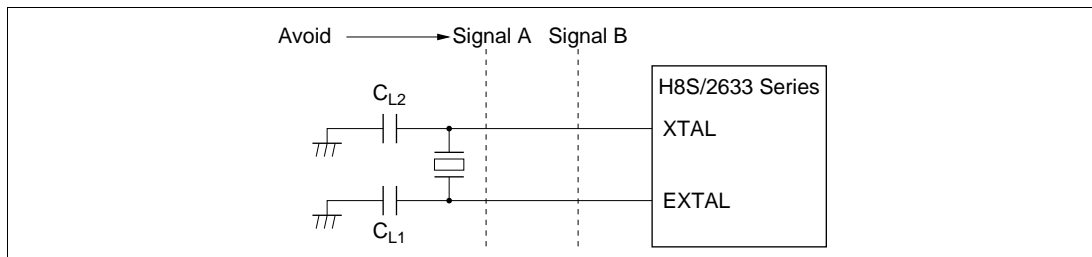 Avoid Signal A Signal B
H8S/2633 Series
CL2
XTAL
EXTAL
CL1